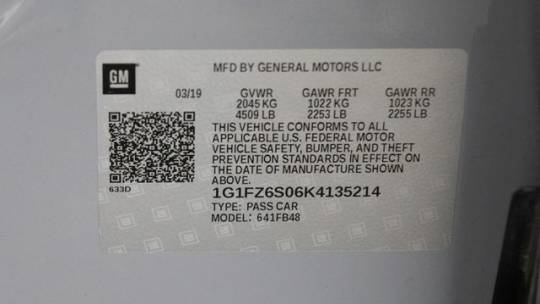 GM
MFD BY GENERAL MOTORS LLC
03/19 GVWR GAWR FRT GAWR RR
2045 KG 1022 KG 1023 KG
4509 LB 2253 LB 2255 LB
THIS VEHICLE CONFORMS TO ALL
APPLICABLE U.S. FEDERAL MOTOR
VEHICLE SAFETY, BUMPER, AND THEFT
PREVENTION STANDARDS IN EFFECT ON
THE DATE OF MANUFACTURE SHOWN
ABOVE.
633D
1G1FZ6S06K4135214
TYPE: PASS CAR
MODEL: 641FB48